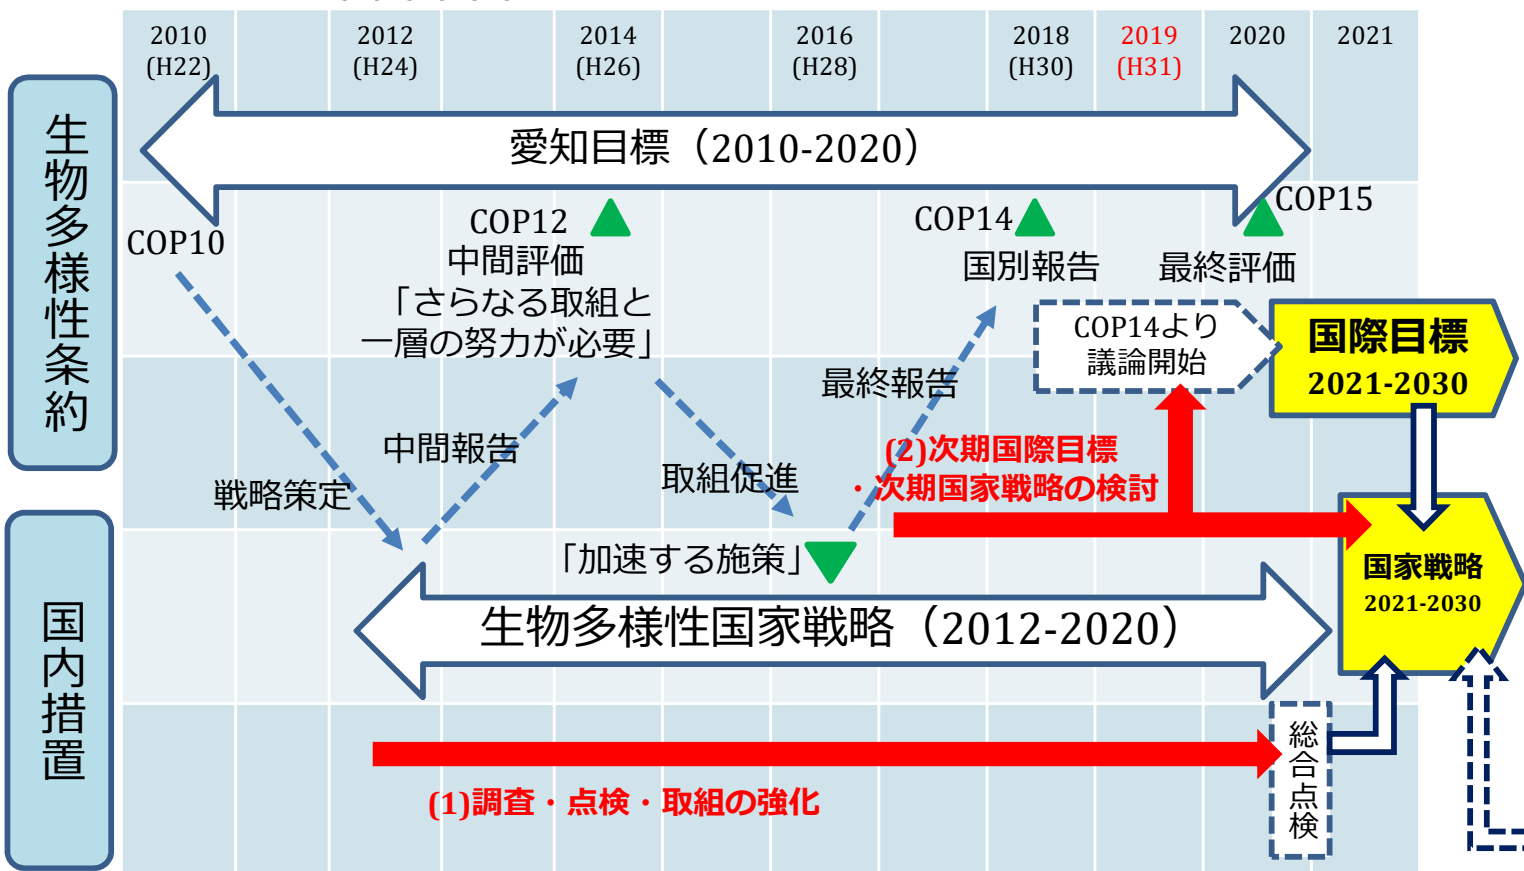 2010
(H22)
2012
(H24)
2014
(H26)
2016
(H28)
2018
(H30)
2019
(H31)
2020
2021
生物多様性条約
愛知目標（2010-2020）
COP10
COP12
中間評価
「さらなる取組と
一層の努力が必要」
COP14
国別報告
COP15
最終評価
COP14より
議論開始
国際目標
2021-2030
最終報告
中間報告
取組促進
戦略策定
(2)次期国際目標
・次期国家戦略の検討
国内措置
「加速する施策」
国家戦略
2021-2030
生物多様性国家戦略（2012-2020）
総合点検
(1)調査・点検・取組の強化